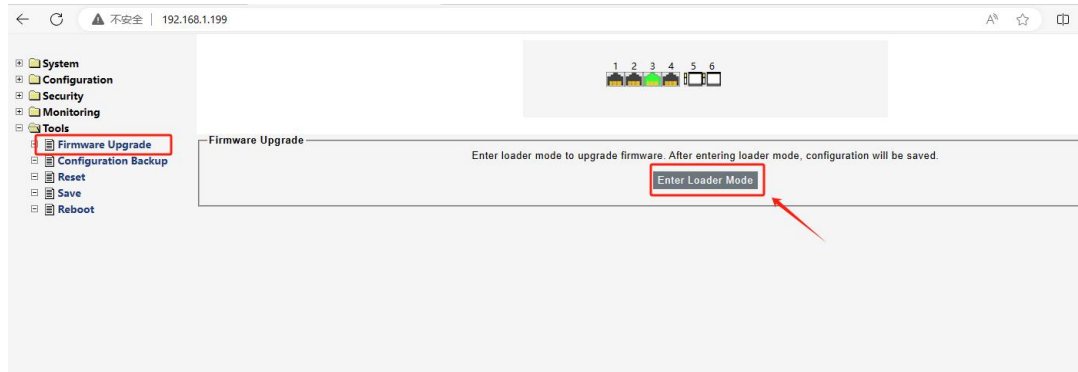 不安全 192.168.1.199
A
1 2 3 4 5 6
System
Configuration
Security
Monitoring
Tools
Firmware Upgrade
Configuration Backup
Reset
Save
Reboot
Firmware Upgrade
Enter loader mode to upgrade firmware. After entering loader mode, configuration will be saved.
Enter Loader Mode